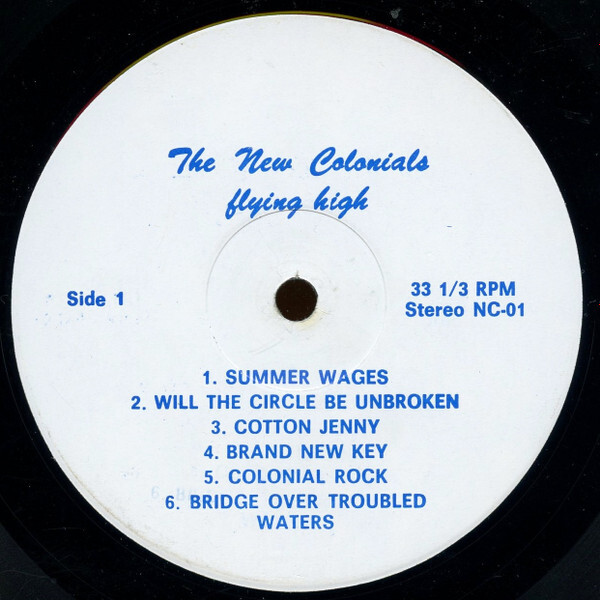 The New Colonials
flying high
Side 1
33 1/3 RPM
Stereo NC-01
1. SUMMER WAGES
2. WILL THE CIRCLE BE UNBROKEN
3. COTTON JENNY
4. BRAND NEW KEY
5. COLONIAL ROCK
6. BRIDGE OVER TROUBLED
WATERS